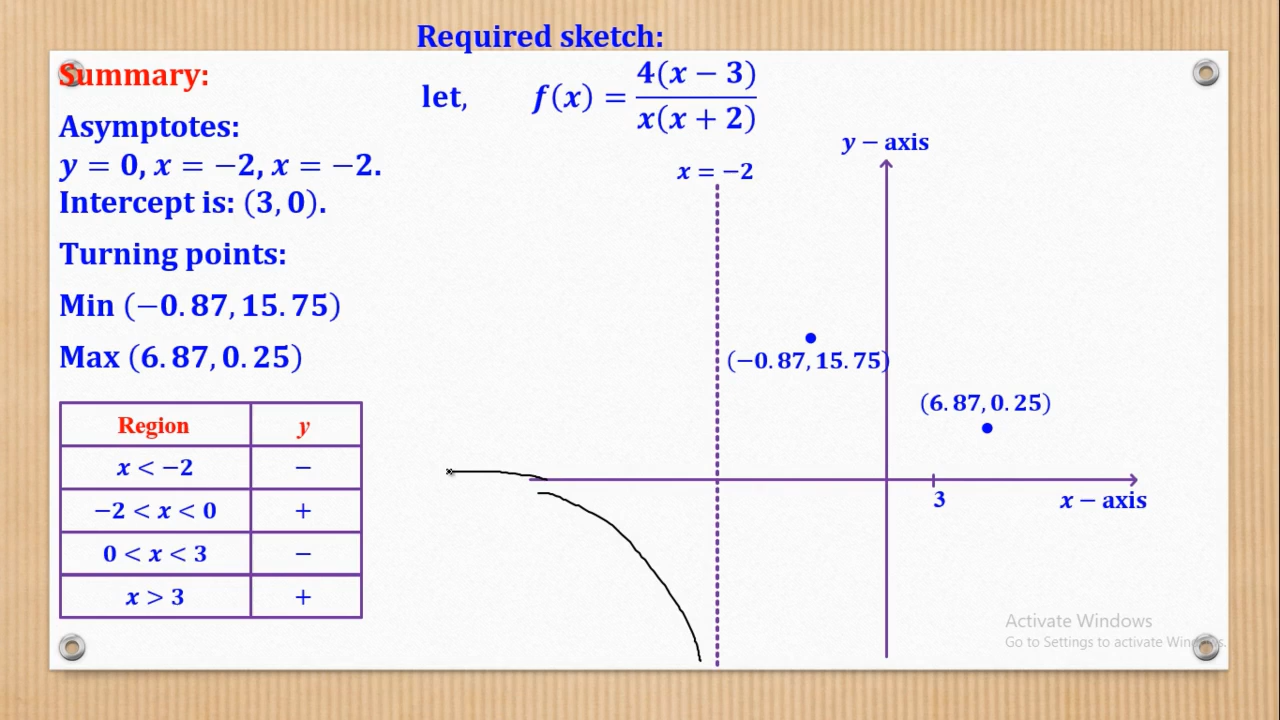 Required sketch:
Summary:
let, f(x) = 4(x − 3) / x(x + 2)
Asymptotes:
y = 0, x = −2, x = −2.
Intercept is: (3, 0).
Turning points:
Min (−0.87, 15.75)
Max (6.87, 0.25)
Region y
x < −2 −
−2 < x < 0 +
0 < x < 3 −
x > 3 +
y − axis
x = −2
(−0.87, 15.75)
(6.87, 0.25)
3
x − axis
Activate Windows
Go to Settings to activate Windows.